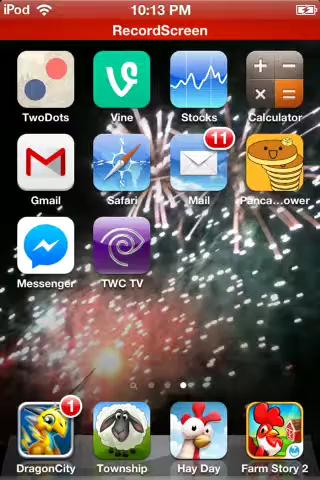 iPod 10:13 PM
RecordScreen
TwoDots Vine Stocks Calculator
11
Gmail Safari Mail Panca...ower
Messenger TWC TV
1
DragonCity Township Hay Day Farm Story 2